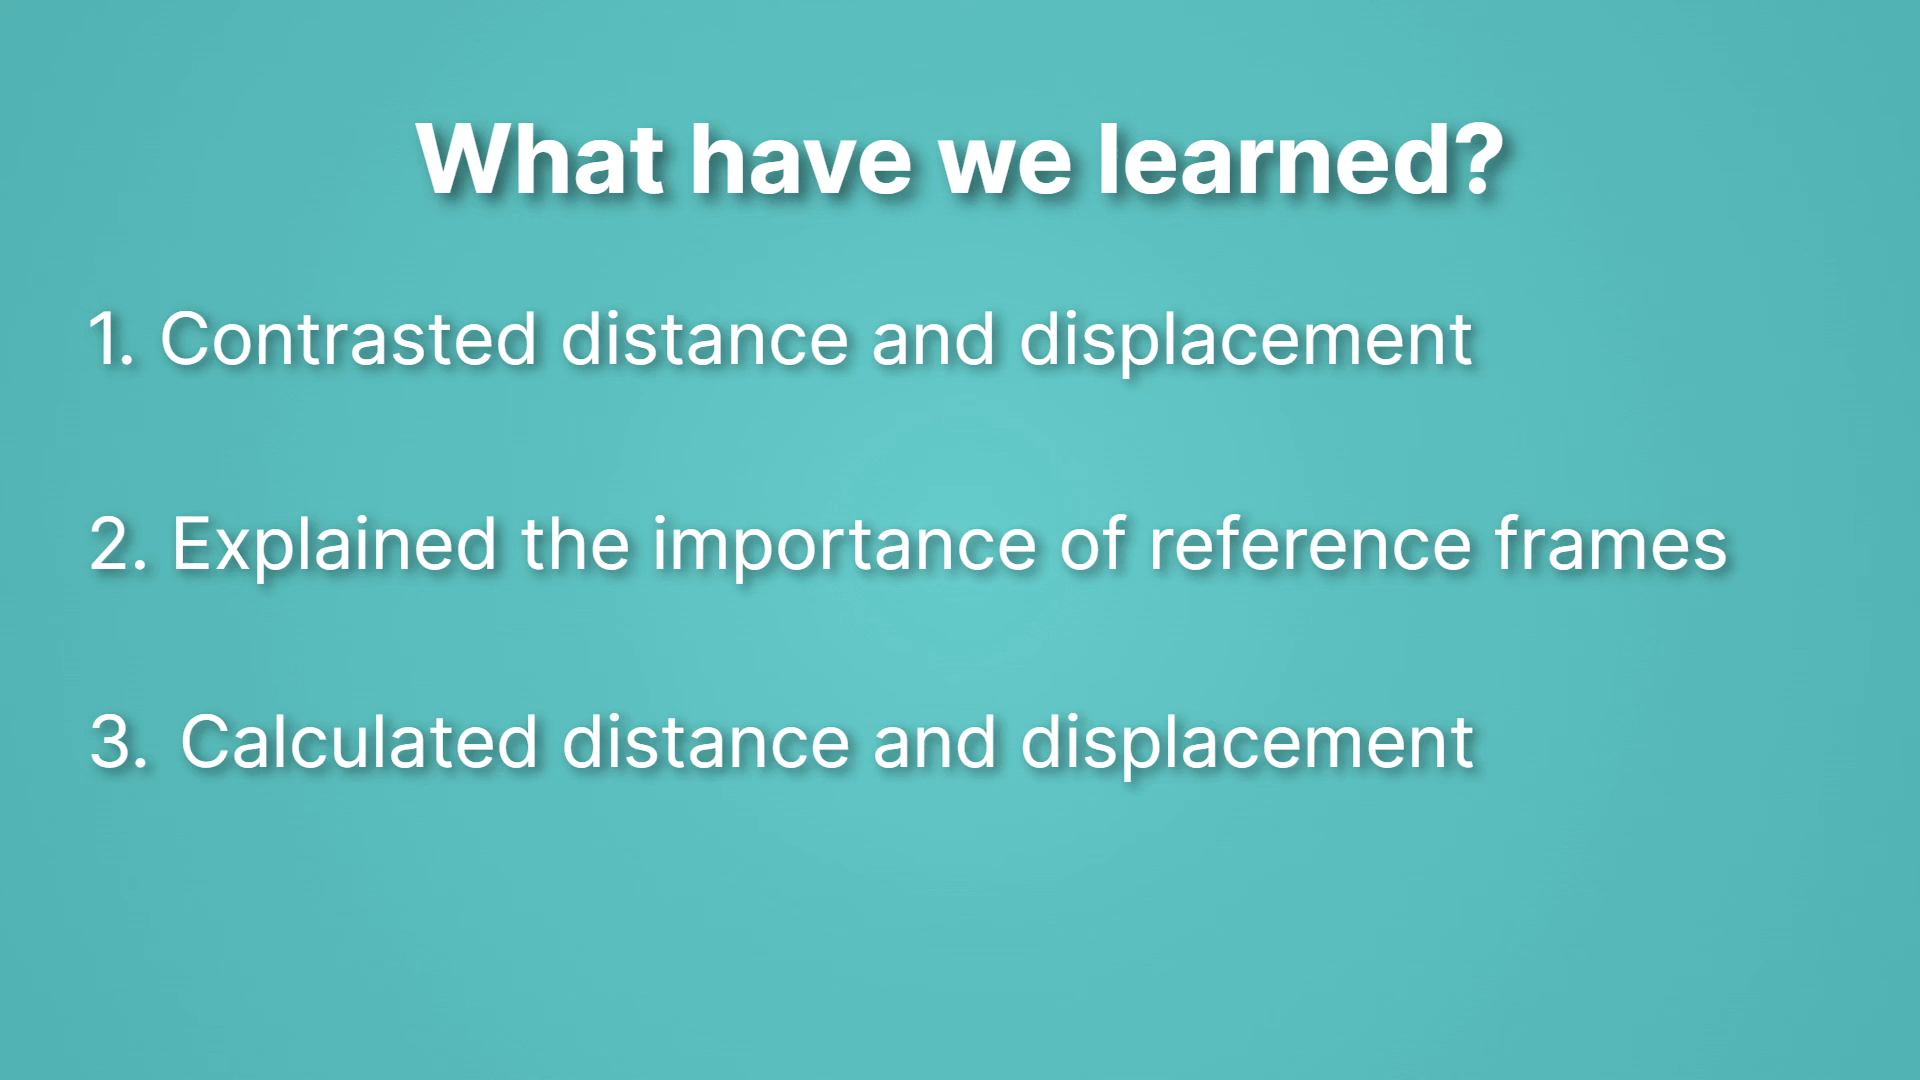 What have we learned?
1. Contrasted distance and displacement
2. Explained the importance of reference frames
3. Calculated distance and displacement